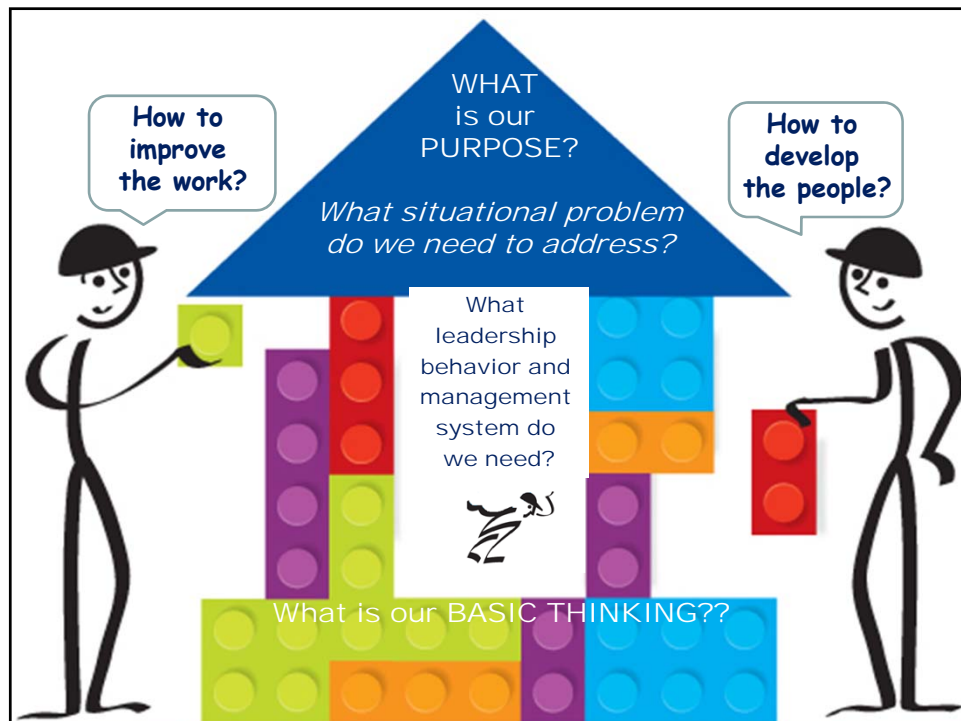 WHAT
is our
PURPOSE?
What situational problem
do we need to address?
How to
improve
the work?
How to
develop
the people?
What
leadership
behavior and
management
system do
we need?
What is our BASIC THINKING??